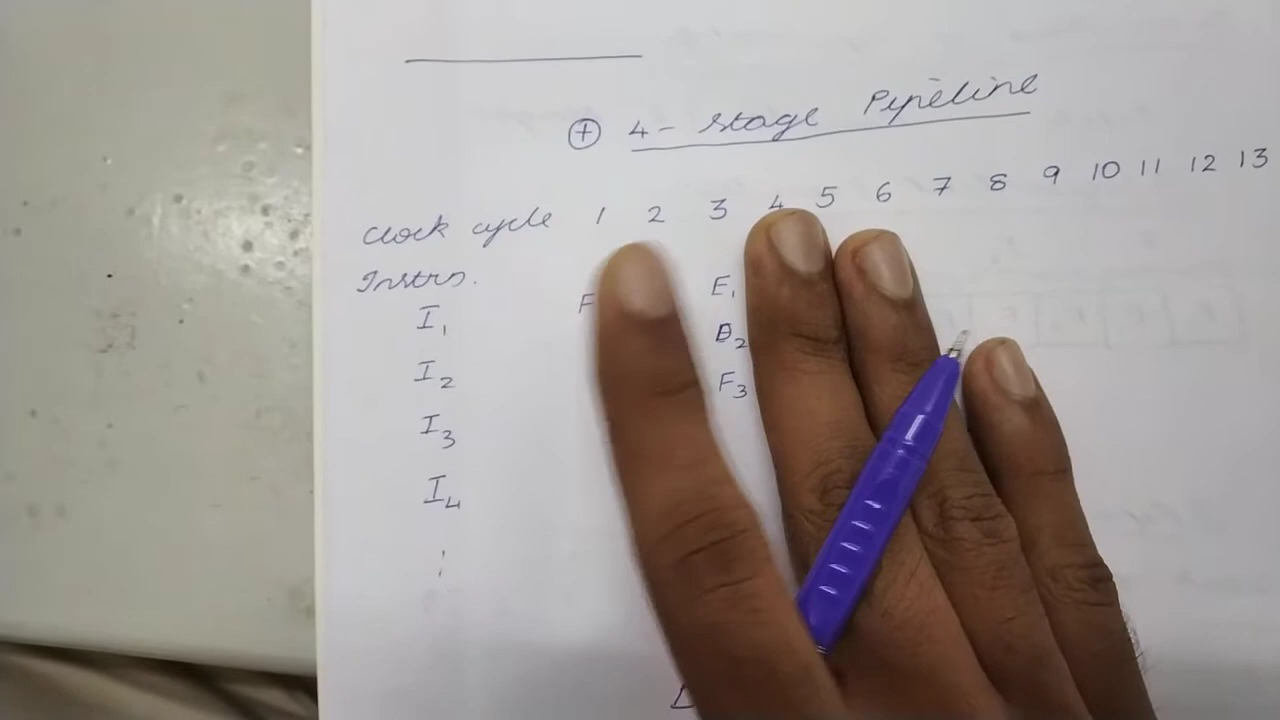 ⊕ 4-stage Pipeline
clock cycle 1 2 3 4 5 6 7 8 9 10 11 12 13
Instrs.
I₁ F E₁
I₂ D₂
I₃ F₃
I₄